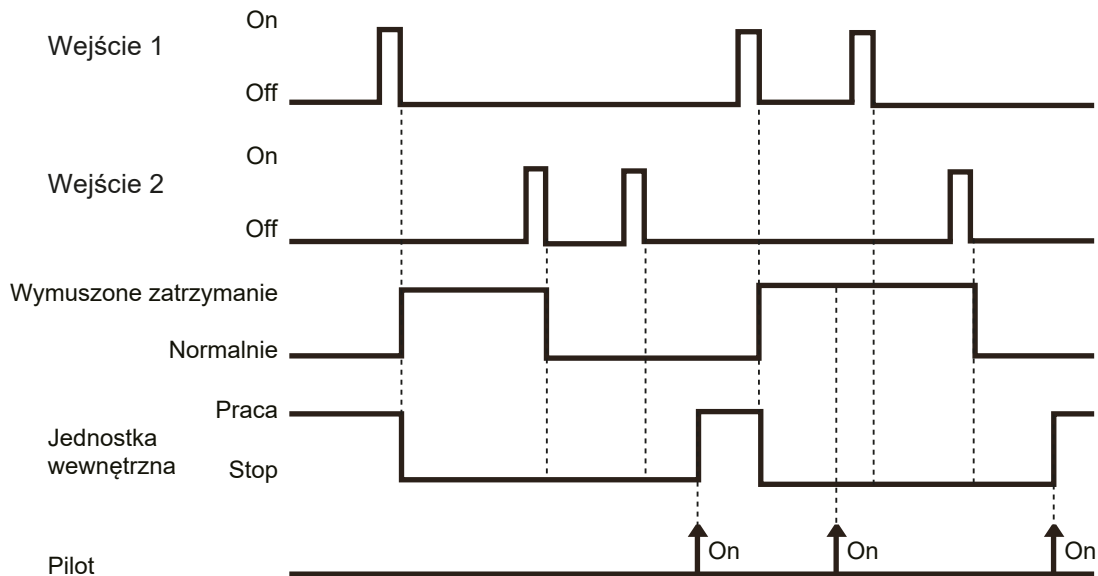 On
Wejście 1
Off
On
Wejście 2
Off
Wymuszone zatrzymanie
Normalnie
Praca
Jednostka
wewnętrzna
Stop
On
On
On
Pilot